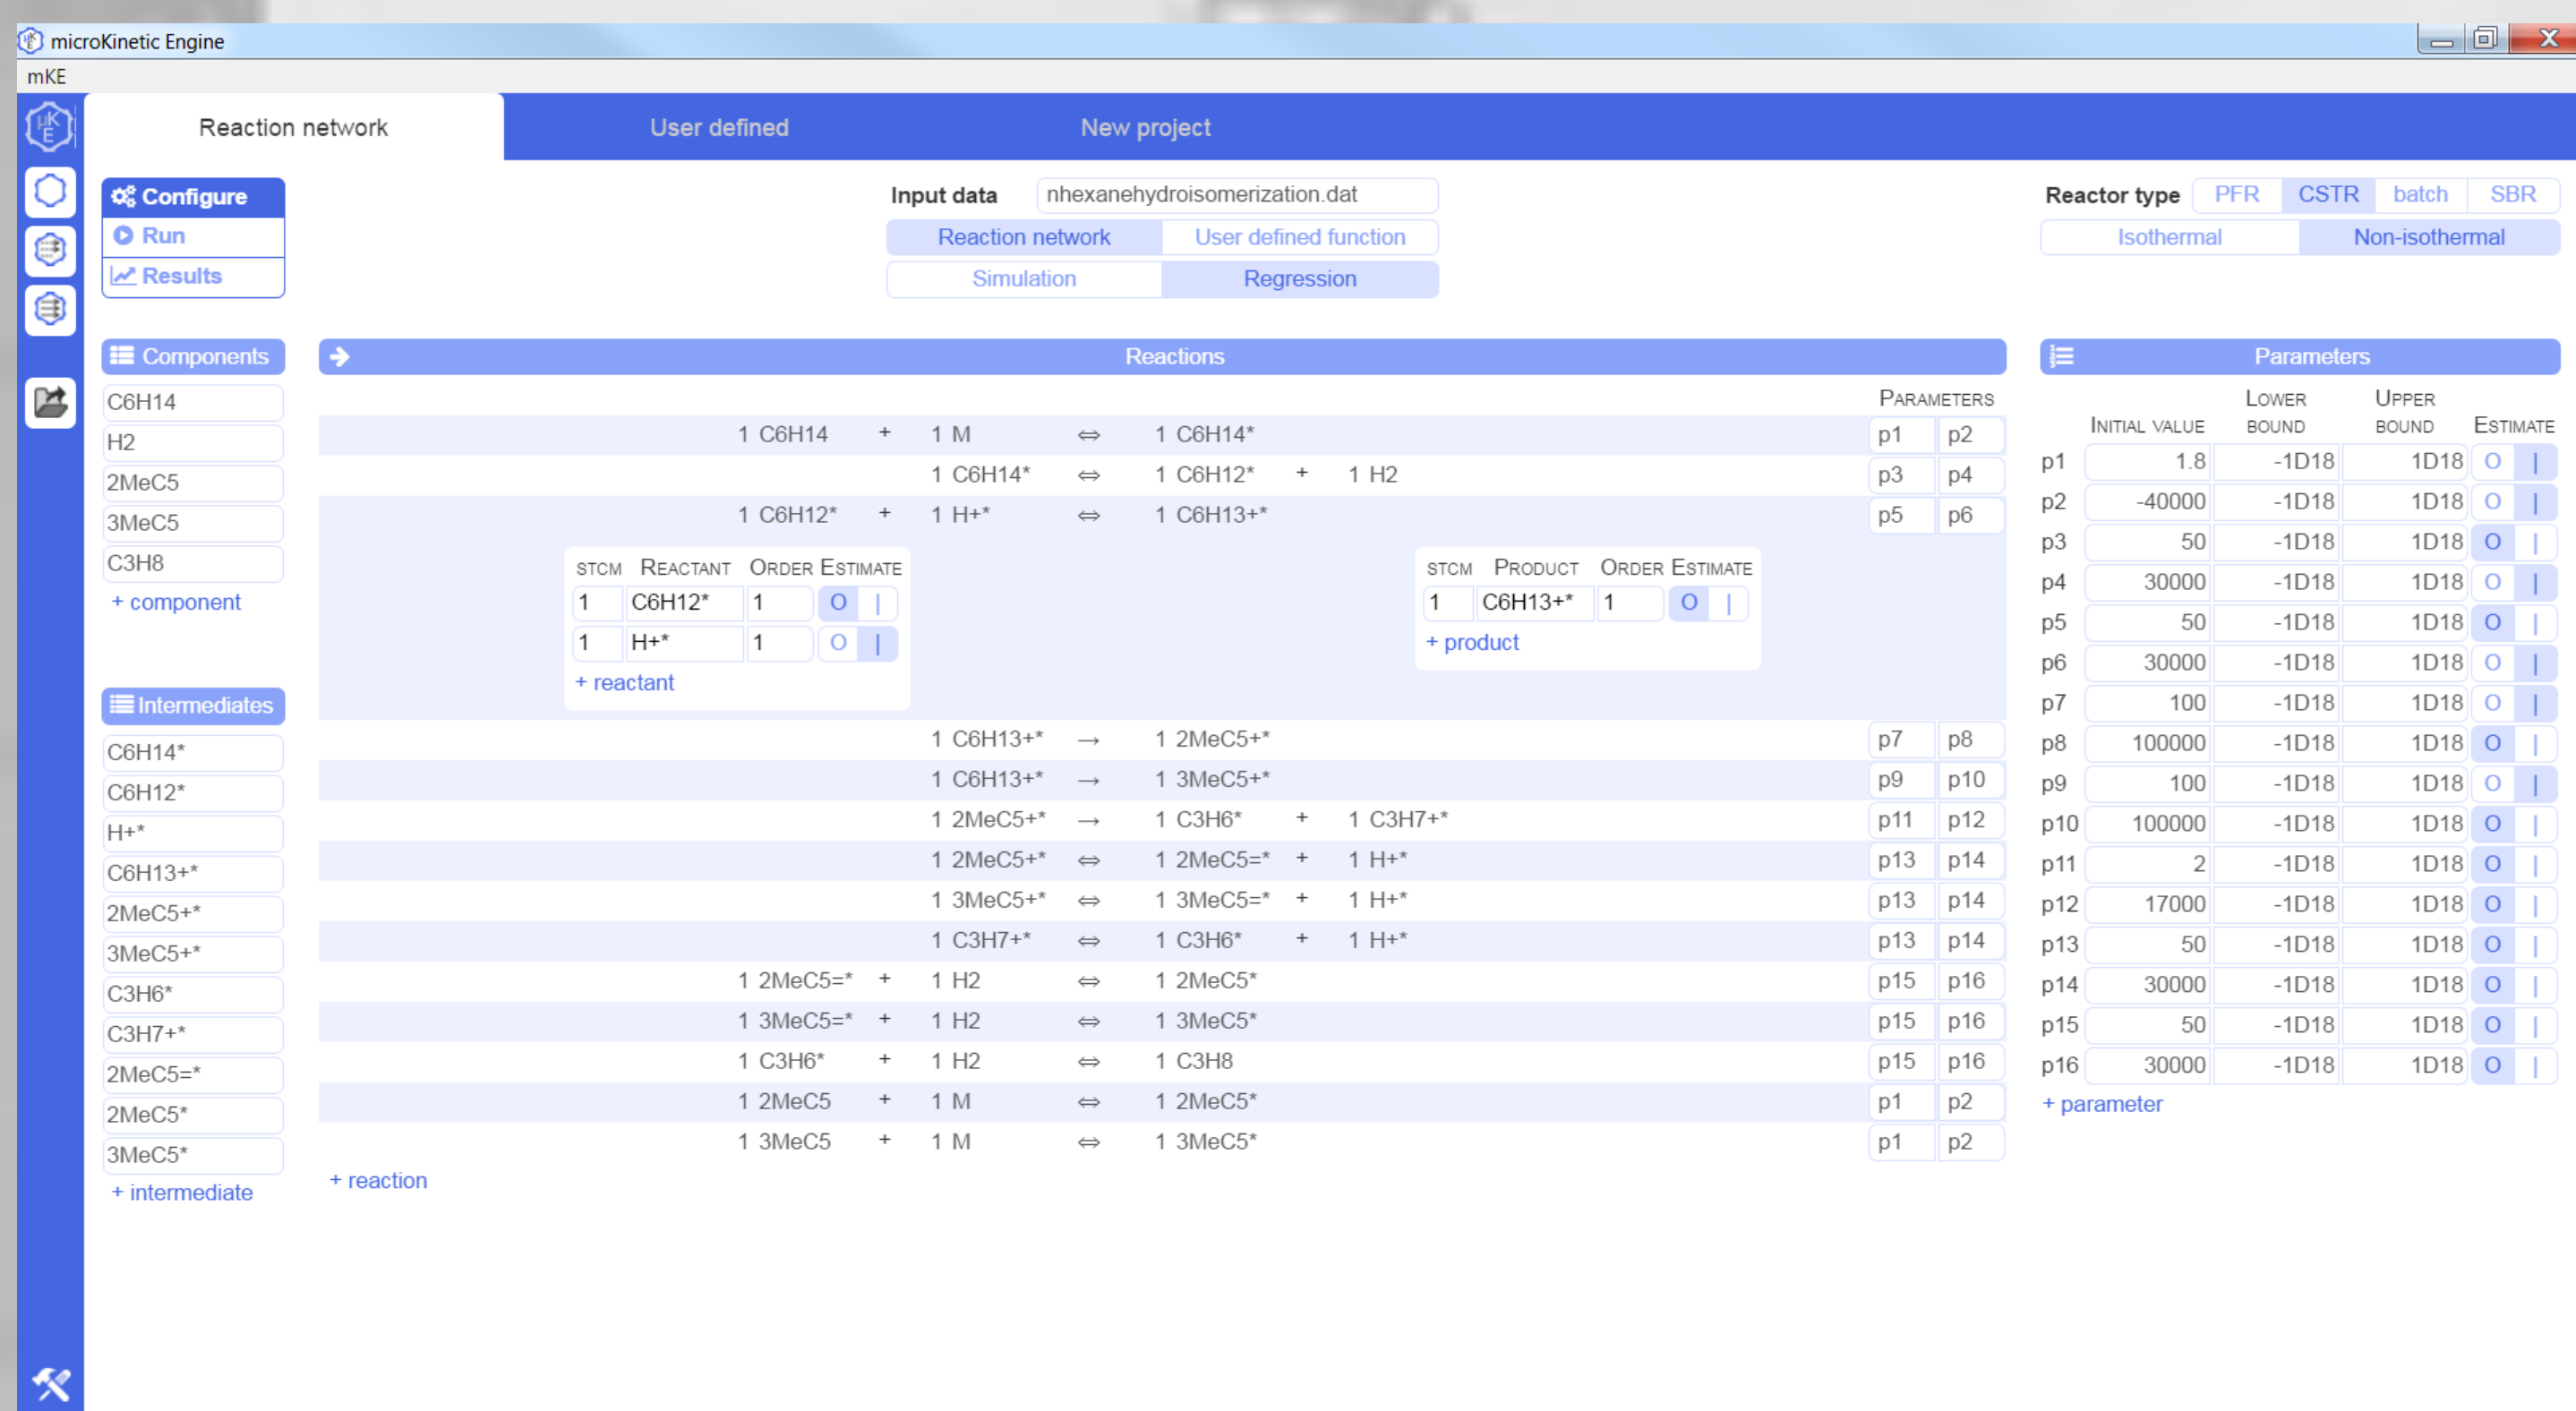 microKinetic Engine
mKE
Reaction network User defined New project
Configure
Run
Results
Input data nhexanehydroisomerization.dat
Reaction network User defined function
Simulation Regression
Reactor type PFR CSTR batch SBR
Isothermal Non-isothermal
Components
C6H14
H2
2MeC5
3MeC5
C3H8
+ component
Intermediates
C6H14*
C6H12*
H+*
C6H13+*
2MeC5+*
3MeC5+*
C3H6*
C3H7+*
2MeC5=*
2MeC5*
3MeC5*
+ intermediate
Reactions
PARAMETERS
1 C6H14 + 1 M ⇔ 1 C6H14* p1 p2
1 C6H14* ⇔ 1 C6H12* + 1 H2 p3 p4
1 C6H12* + 1 H+* ⇔ 1 C6H13+* p5 p6
STCM REACTANT ORDER ESTIMATE
1 C6H12* 1 O |
1 H+* 1 O |
+ reactant
STCM PRODUCT ORDER ESTIMATE
1 C6H13+* 1 O |
+ product
1 C6H13+* → 1 2MeC5+* p7 p8
1 C6H13+* → 1 3MeC5+* p9 p10
1 2MeC5+* → 1 C3H6* + 1 C3H7+* p11 p12
1 2MeC5+* ⇔ 1 2MeC5=* + 1 H+* p13 p14
1 3MeC5+* ⇔ 1 3MeC5=* + 1 H+* p13 p14
1 C3H7+* ⇔ 1 C3H6* + 1 H+* p13 p14
1 2MeC5=* + 1 H2 ⇔ 1 2MeC5* p15 p16
1 3MeC5=* + 1 H2 ⇔ 1 3MeC5* p15 p16
1 C3H6* + 1 H2 ⇔ 1 C3H8 p15 p16
1 2MeC5 + 1 M ⇔ 1 2MeC5* p1 p2
1 3MeC5 + 1 M ⇔ 1 3MeC5* p1 p2
+ reaction
Parameters
INITIAL VALUE LOWER BOUND UPPER BOUND ESTIMATE
p1 1.8 -1D18 1D18 O |
p2 -40000 -1D18 1D18 O |
p3 50 -1D18 1D18 O |
p4 30000 -1D18 1D18 O |
p5 50 -1D18 1D18 O |
p6 30000 -1D18 1D18 O |
p7 100 -1D18 1D18 O |
p8 100000 -1D18 1D18 O |
p9 100 -1D18 1D18 O |
p10 100000 -1D18 1D18 O |
p11 2 -1D18 1D18 O |
p12 17000 -1D18 1D18 O |
p13 50 -1D18 1D18 O |
p14 30000 -1D18 1D18 O |
p15 50 -1D18 1D18 O |
p16 30000 -1D18 1D18 O |
+ parameter